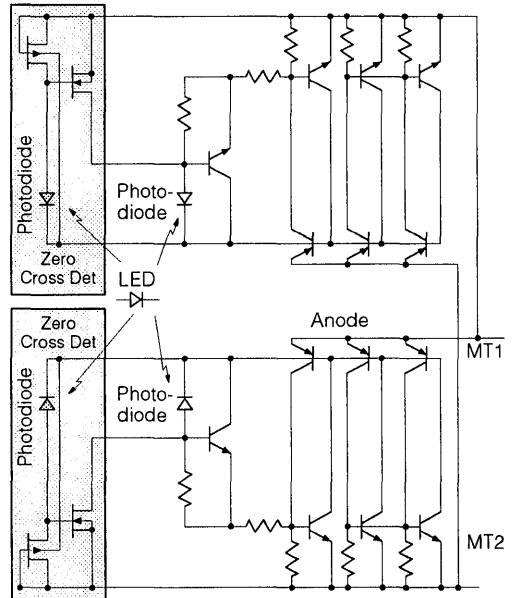 Photodiode
Zero
Cross Det
Photo-
diode
LED
Zero
Cross Det
Photodiode
Photo-
diode
Anode
MT1
MT2